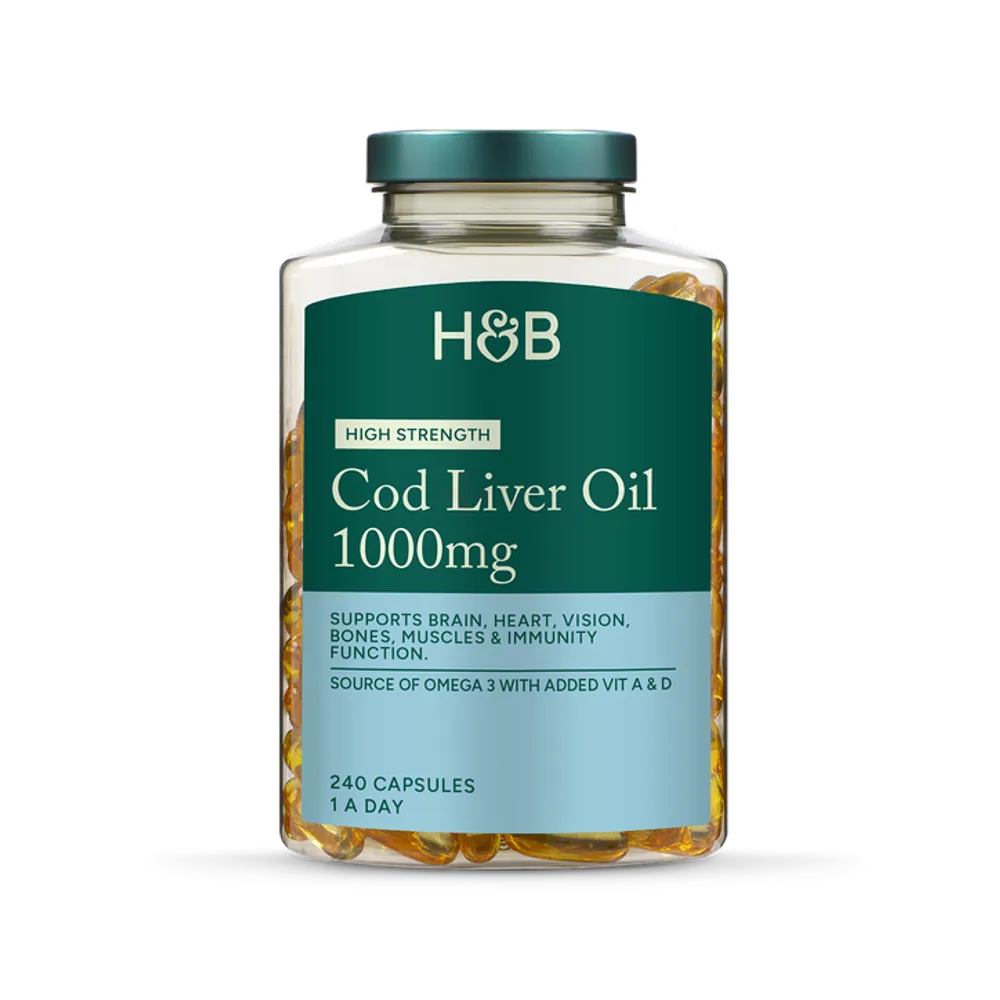 H&B
HIGH STRENGTH
Cod Liver Oil
1000mg
SUPPORTS BRAIN, HEART, VISION,
BONES, MUSCLES & IMMUNITY
FUNCTION.
SOURCE OF OMEGA 3 WITH ADDED VIT A & D
240 CAPSULES
1 A DAY